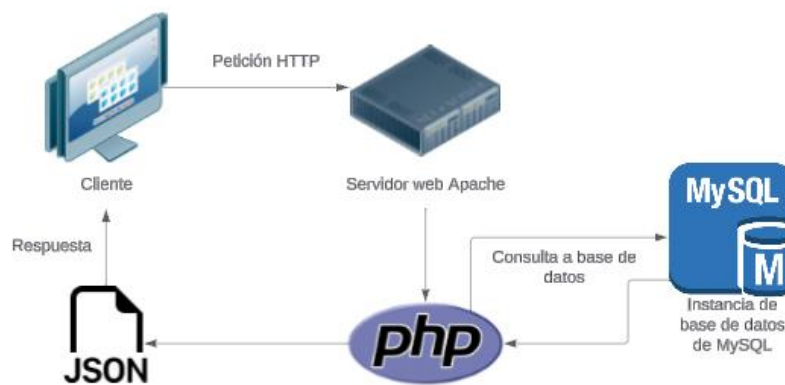 Petición HTTP
Cliente
Servidor web Apache
MySQL
M
Respuesta
Consulta a base de
datos
Instancia de
base de datos
de MySQL
php
JSON